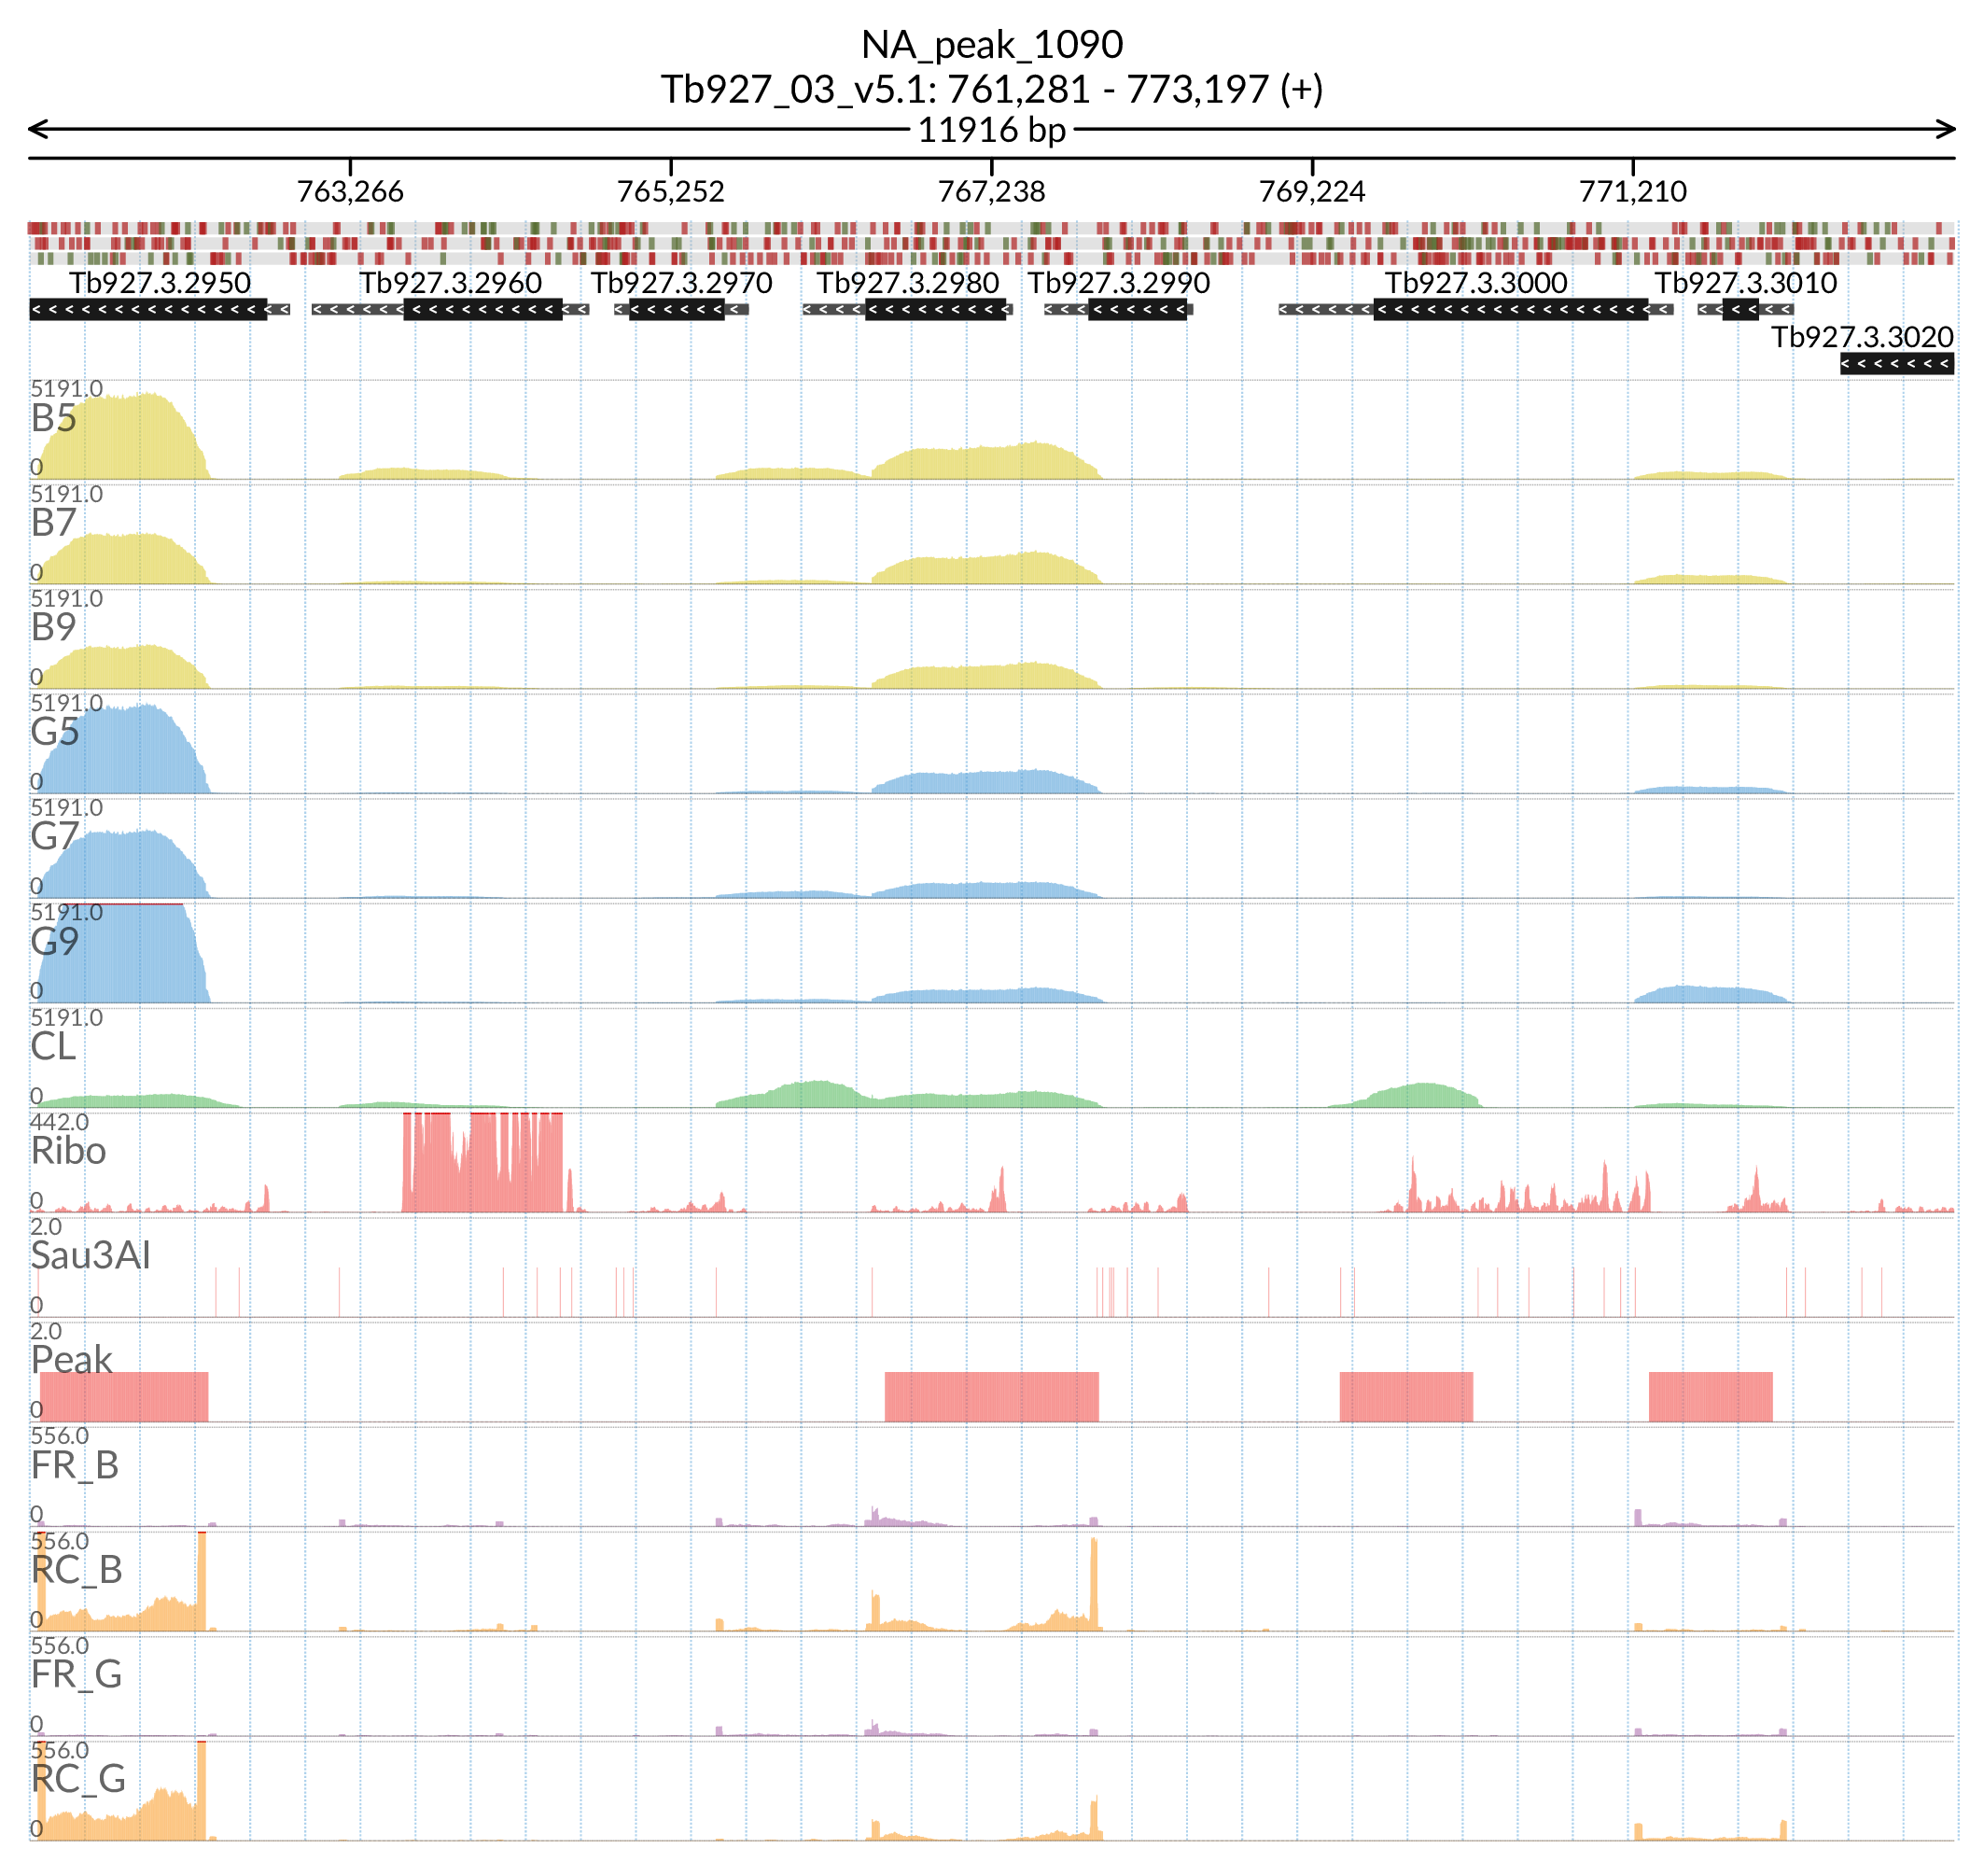 NA_peak_1090
Tb927_03_v5.1: 761,281 - 773,197 (+)
11916 bp
763,266 765,252 767,238 769,224 771,210
Tb927.3.2950 Tb927.3.2960 Tb927.3.2970 Tb927.3.2980 Tb927.3.2990 Tb927.3.3000 Tb927.3.3010
Tb927.3.3020
5191.0
B5
0
5191.0
B7
0
5191.0
B9
0
5191.0
G5
0
5191.0
G7
0
5191.0
G9
0
5191.0
CL
0
442.0
Ribo
0
2.0
Sau3AI
0
2.0
Peak
0
556.0
FR_B
0
556.0
RC_B
0
556.0
FR_G
0
556.0
RC_G
0